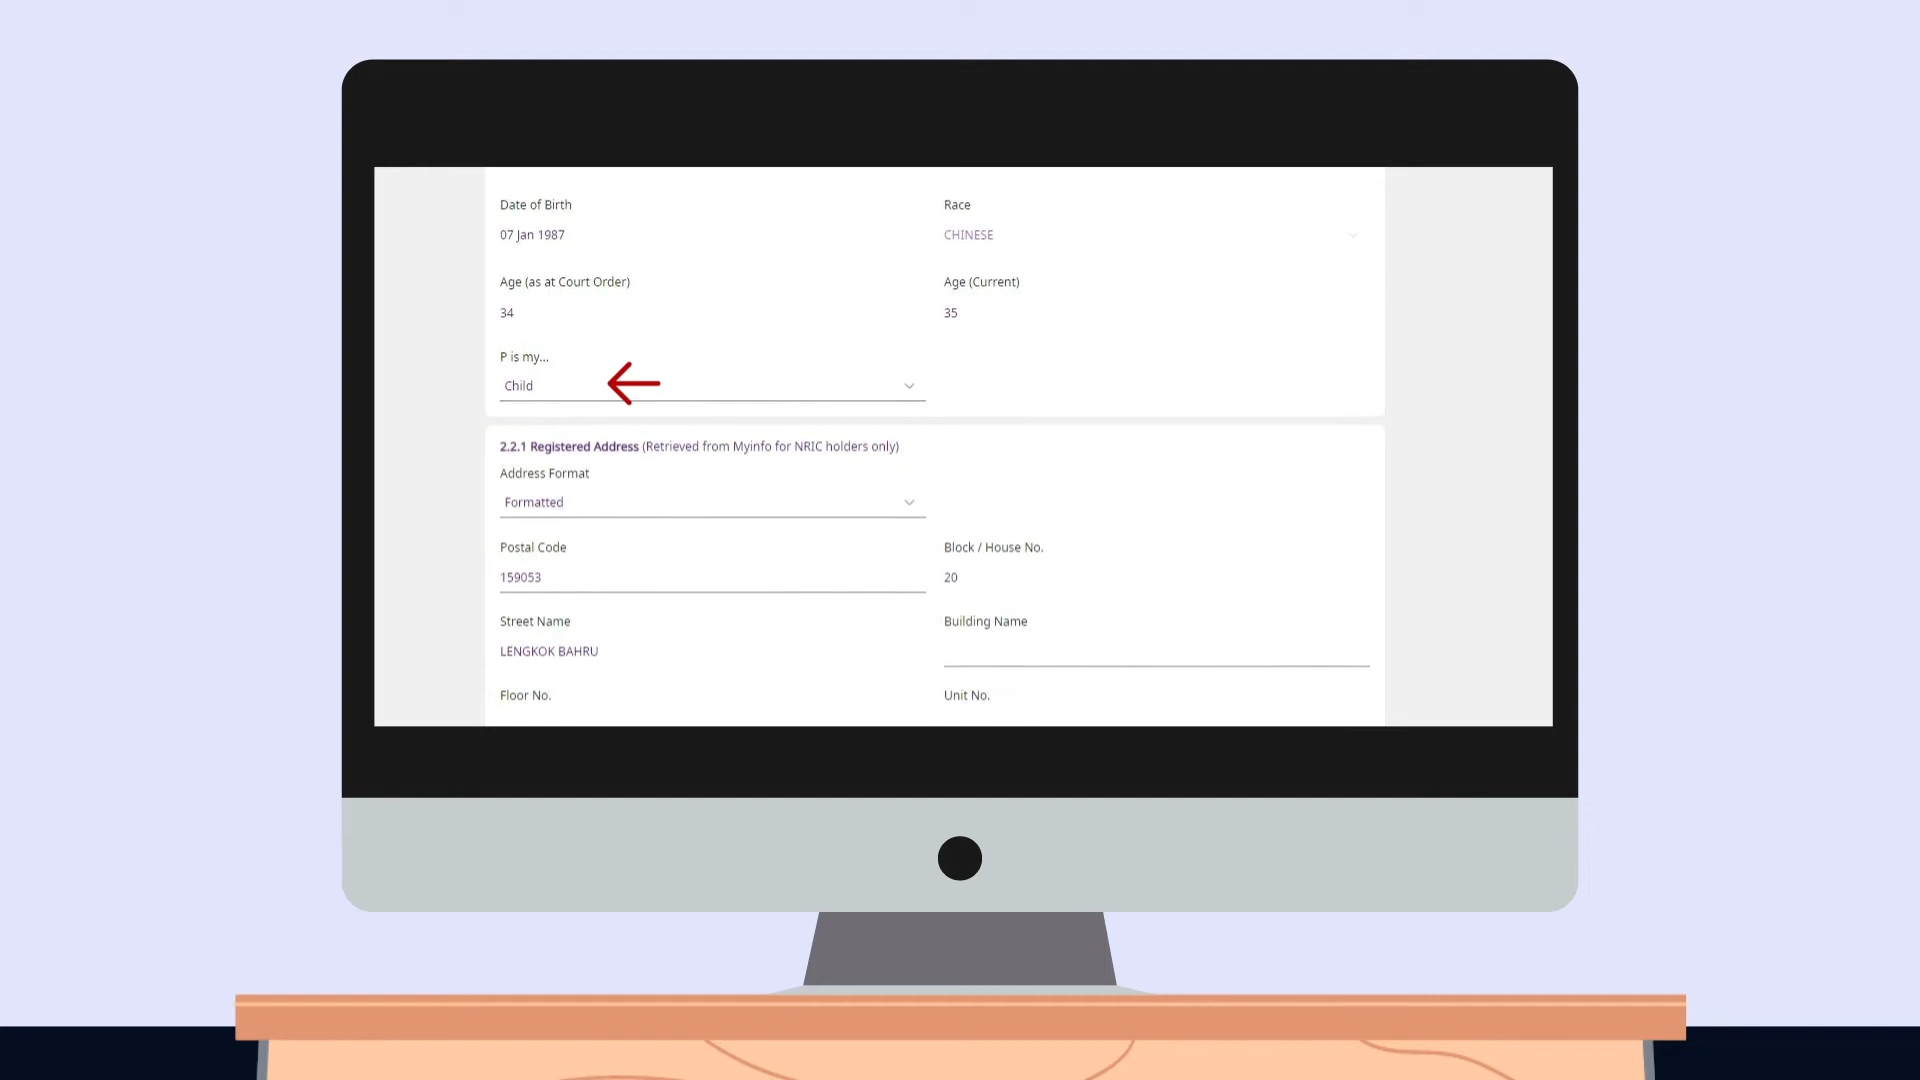 Date of Birth
Race
07 Jan 1987
CHINESE
Age (as at Court Order)
Age (Current)
34
35
P is my...
Child
2.2.1 Registered Address (Retrieved from Myinfo for NRIC holders only)
Address Format
Formatted
Postal Code
Block / House No.
159053
20
Street Name
Building Name
LENGKOK BAHRU
Floor No.
Unit No.